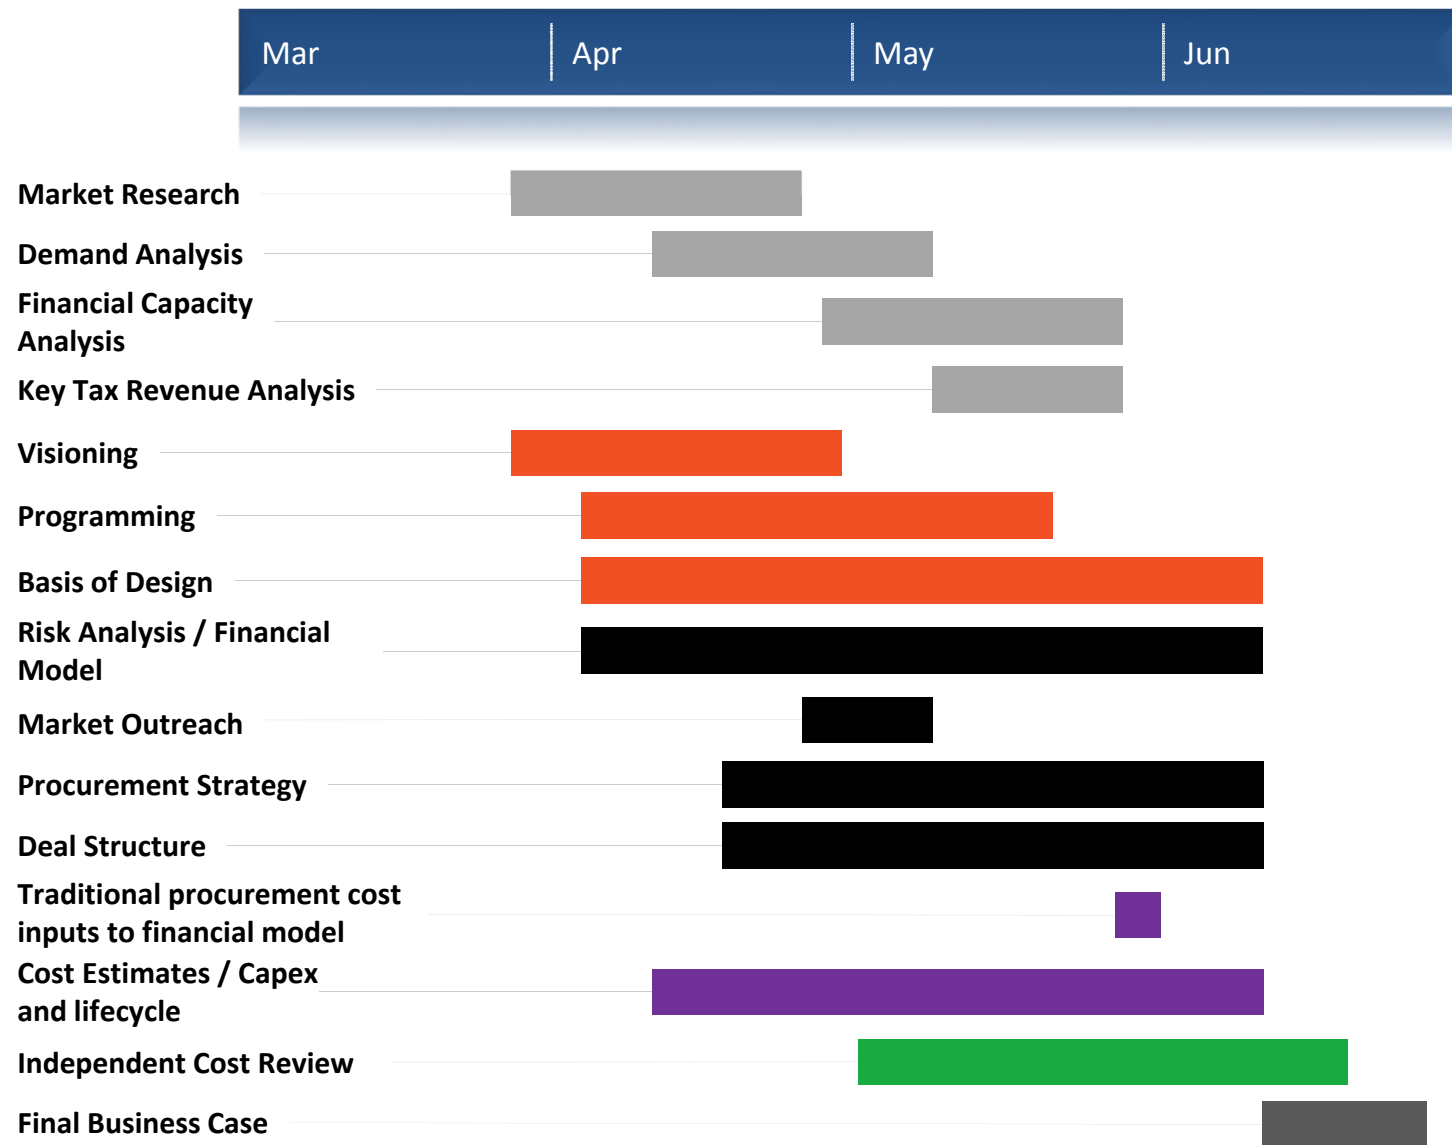 Mar Apr May Jun
Market Research
Demand Analysis
Financial Capacity
Analysis
Key Tax Revenue Analysis
Visioning
Programming
Basis of Design
Risk Analysis / Financial
Model
Market Outreach
Procurement Strategy
Deal Structure
Traditional procurement cost
inputs to financial model
Cost Estimates / Capex
and lifecycle
Independent Cost Review
Final Business Case